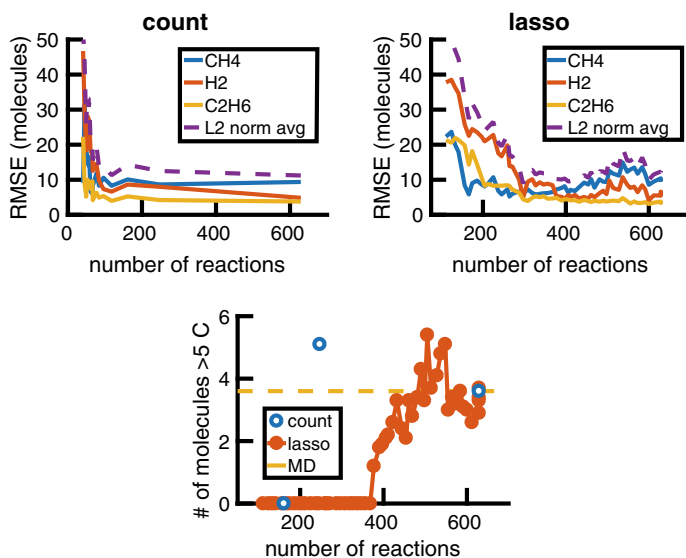 count
RMSE (molecules)
50
40
30
20
10
0
0
200
400
600
number of reactions
CH4
H2
C2H6
L2 norm avg
lasso
RMSE (molecules)
50
40
30
20
10
0
200
400
600
number of reactions
CH4
H2
C2H6
L2 norm avg
# of molecules >5 C
6
4
2
0
200
400
600
number of reactions
count
lasso
MD